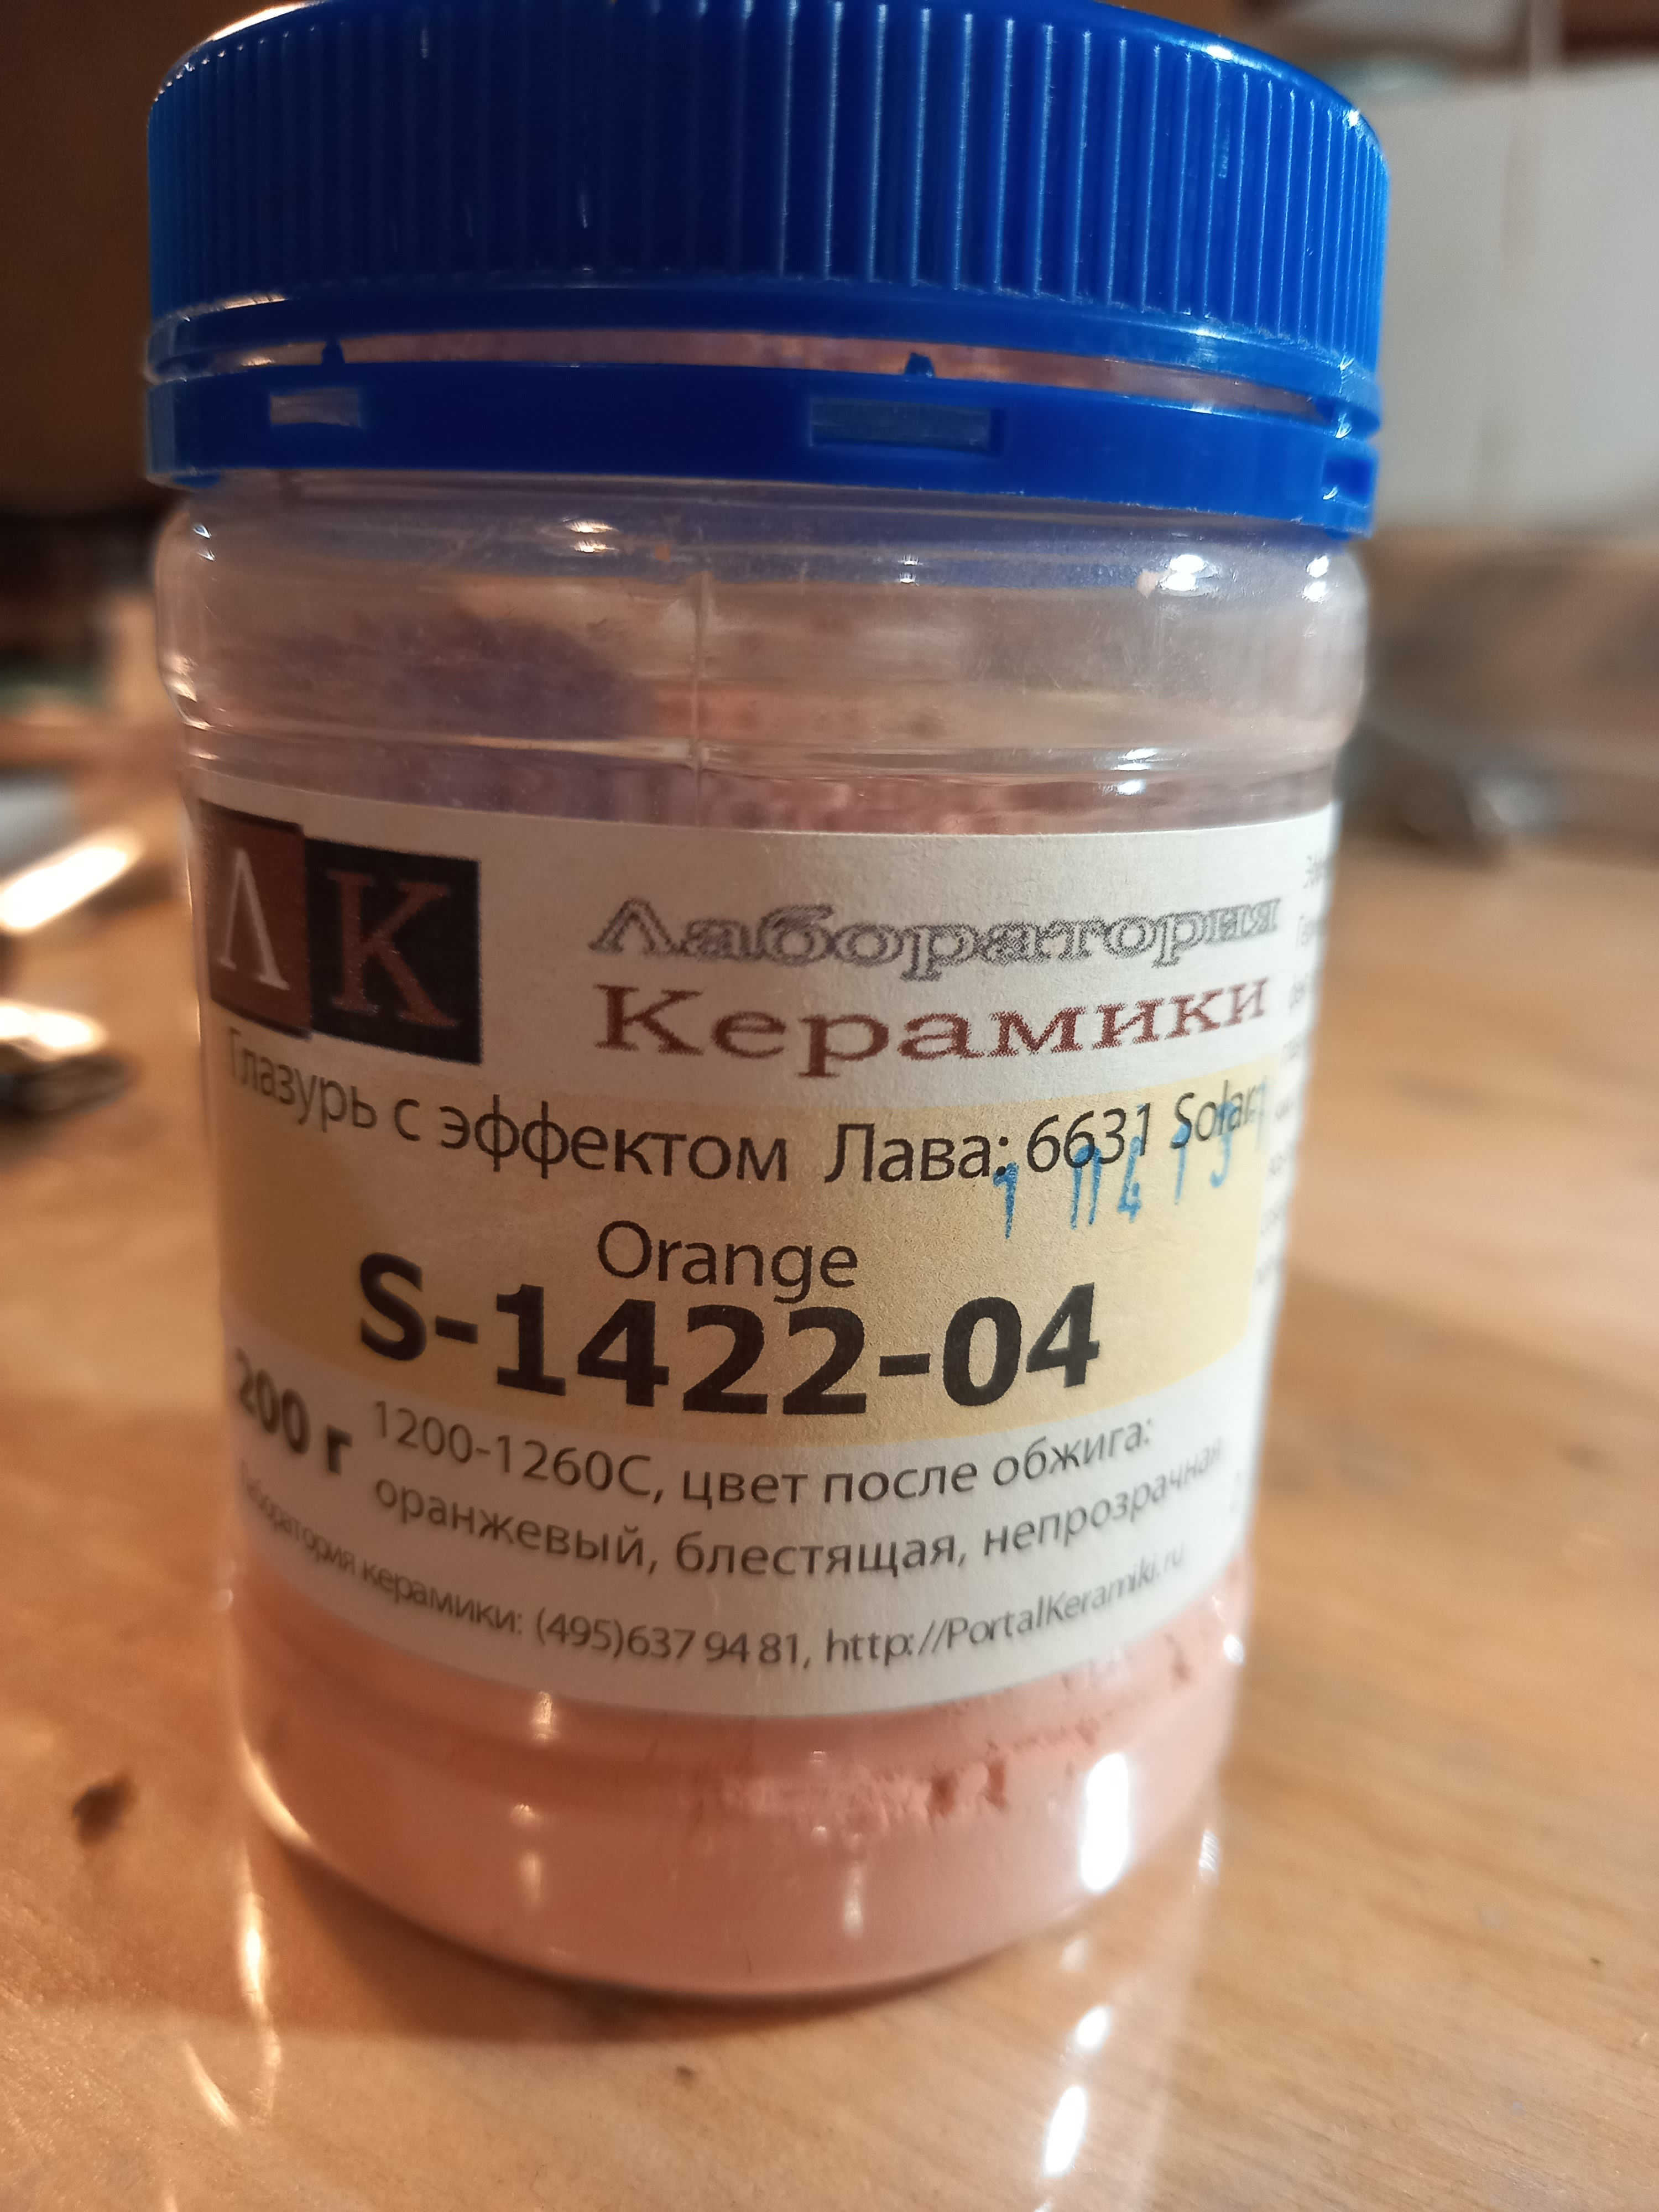 ЛК
Лаборатория
Керамики
Глазурь с эффектом Лава: 6631 Solar
Orange
S-1422-04
200 г
1200-1260С, цвет после обжига:
оранжевый, блестящая, непрозрачная
Лаборатория керамики: (495)637 94 81, http://PortalKeramiki.ru